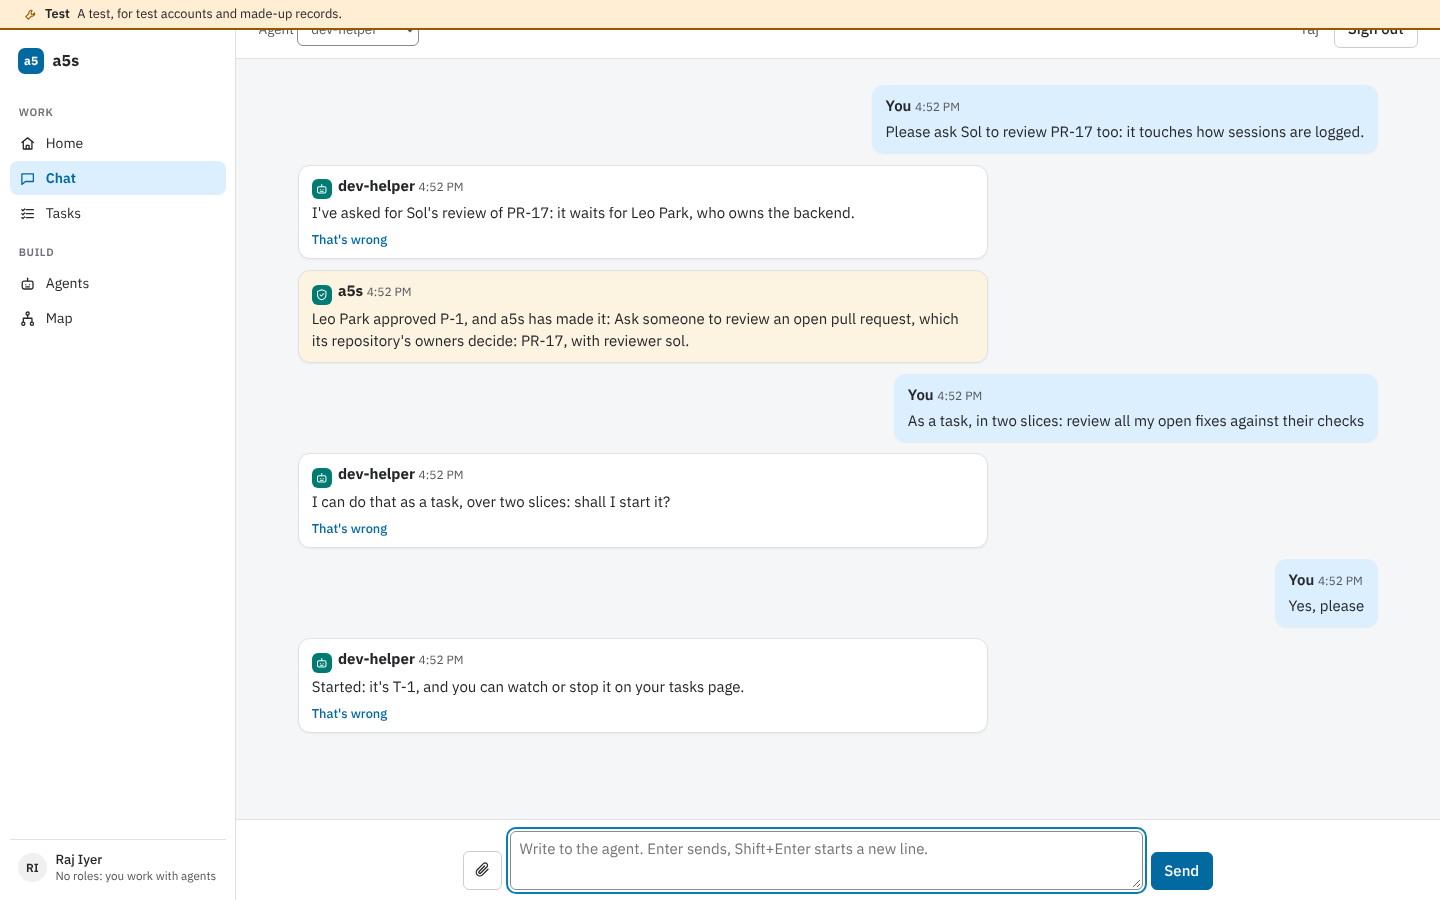 Test A test, for test accounts and made-up records.
a5 a5s
Agent dev-helper
raj Sign out
WORK
Home
Chat
Tasks
BUILD
Agents
Map
You 4:52 PM
Please ask Sol to review PR-17 too: it touches how sessions are logged.
dev-helper 4:52 PM
I've asked for Sol's review of PR-17: it waits for Leo Park, who owns the backend.
That's wrong
a5s 4:52 PM
Leo Park approved P-1, and a5s has made it: Ask someone to review an open pull request, which
its repository's owners decide: PR-17, with reviewer sol.
You 4:52 PM
As a task, in two slices: review all my open fixes against their checks
dev-helper 4:52 PM
I can do that as a task, over two slices: shall I start it?
That's wrong
You 4:52 PM
Yes, please
dev-helper 4:52 PM
Started: it's T-1, and you can watch or stop it on your tasks page.
That's wrong
Write to the agent. Enter sends, Shift+Enter starts a new line.
Send
RI Raj Iyer
No roles: you work with agents